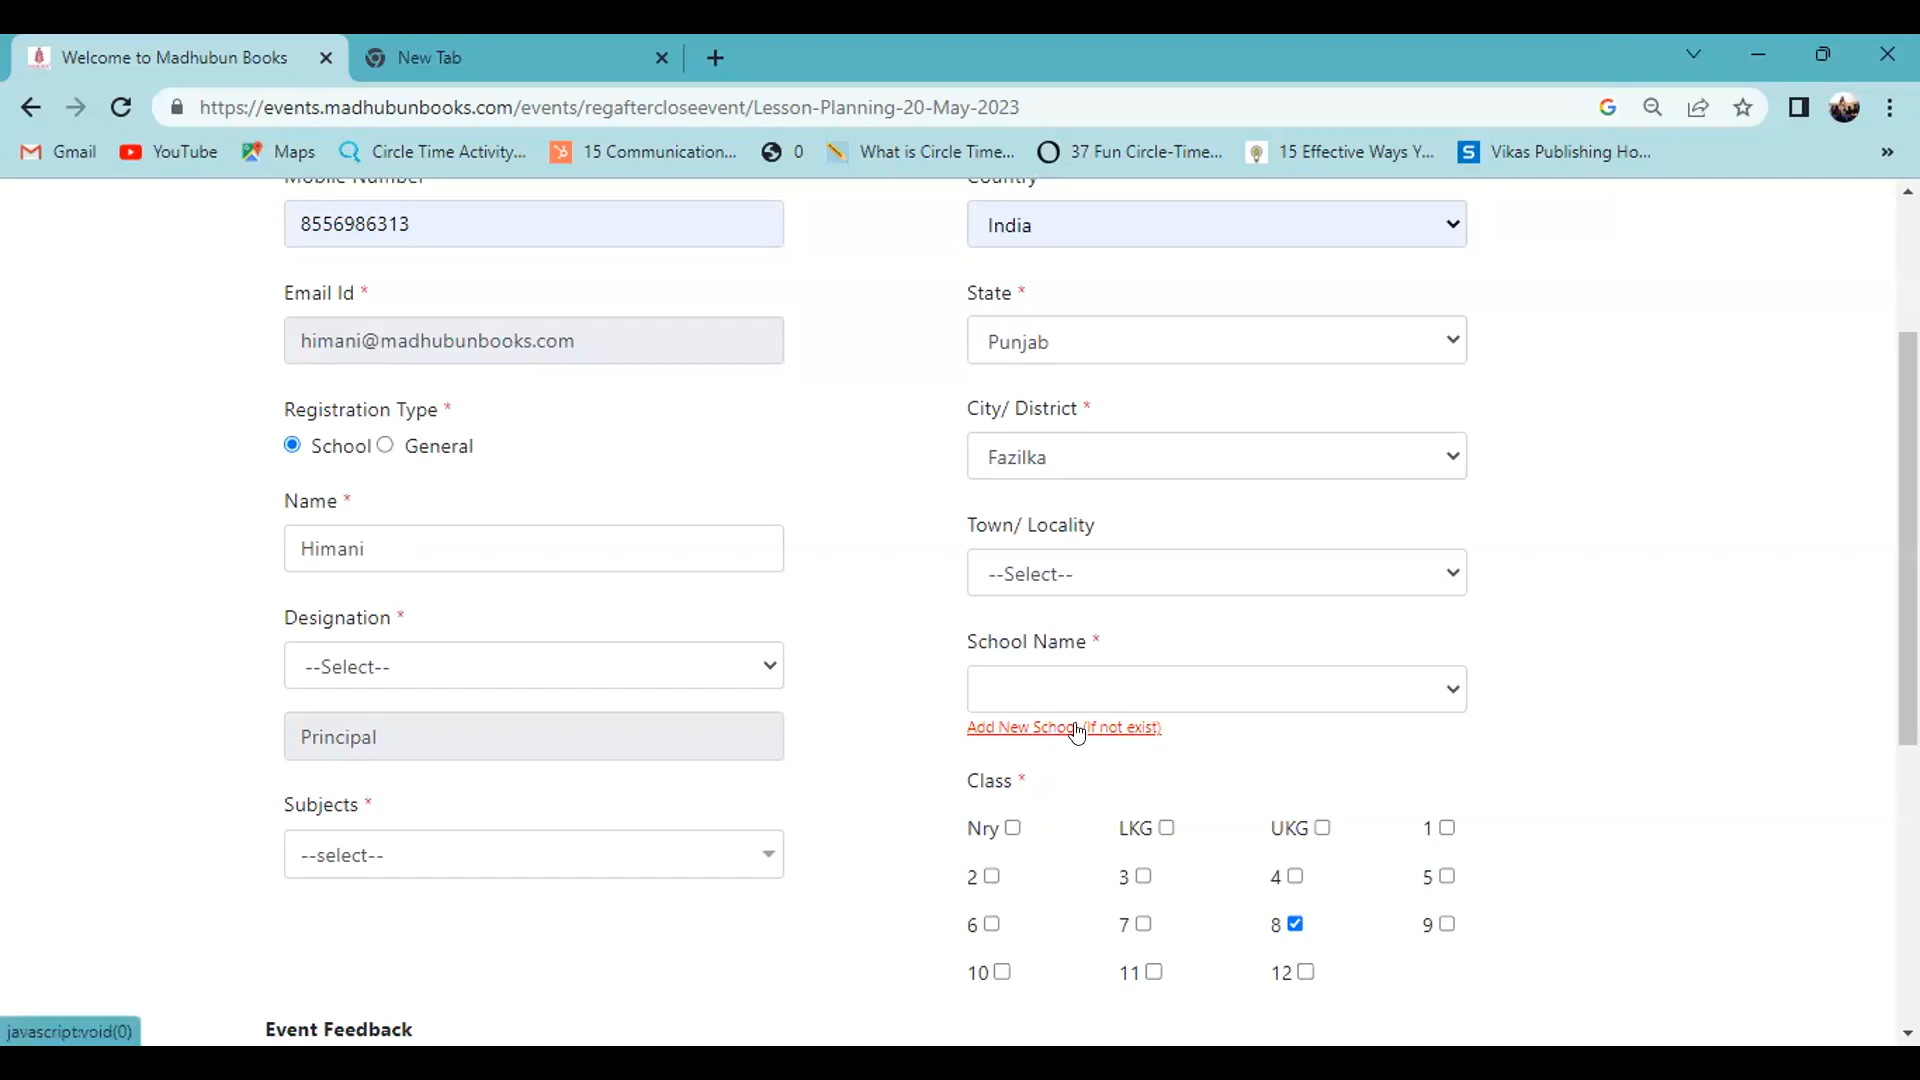 Welcome to Madhubun Books
New Tab
https://events.madhubunbooks.com/events/regaftercloseevent/Lesson-Planning-20-May-2023
Gmail
YouTube
Maps
Circle Time Activity...
15 Communication...
0
What is Circle Time...
37 Fun Circle-Time...
15 Effective Ways Y...
Vikas Publishing Ho...
»
Mobile Number
8556986313
Email Id *
himani@madhubunbooks.com
Registration Type *
School
General
Name *
Himani
Designation *
--Select--
Principal
Subjects *
--select--
Country
India
State *
Punjab
City/ District *
Fazilka
Town/ Locality
--Select--
School Name *
Add New School (If not exist)
Class *
Nry LKG UKG 1
2 3 4 5
6 7 8 9
10 11 12
Event Feedback
javascript:void(0)